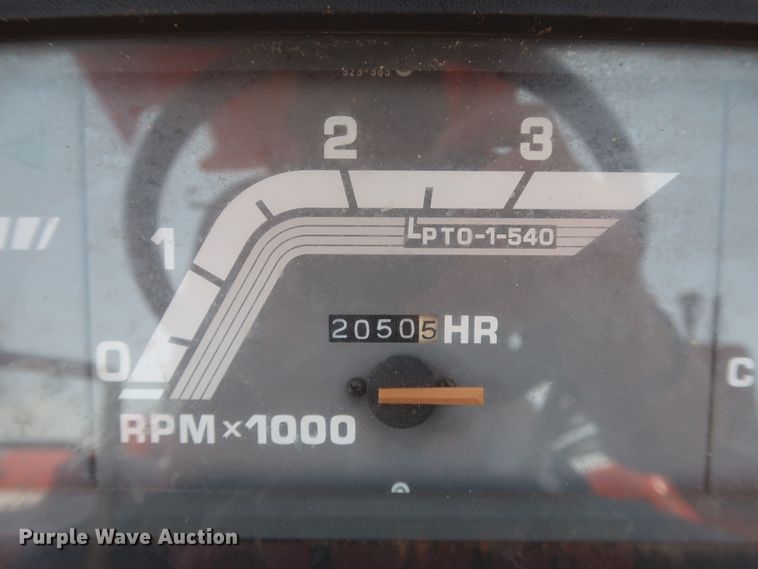 2
3
1
PTO-1-540
20505 HR
0
C
RPM x 1000
Purple Wave Auction